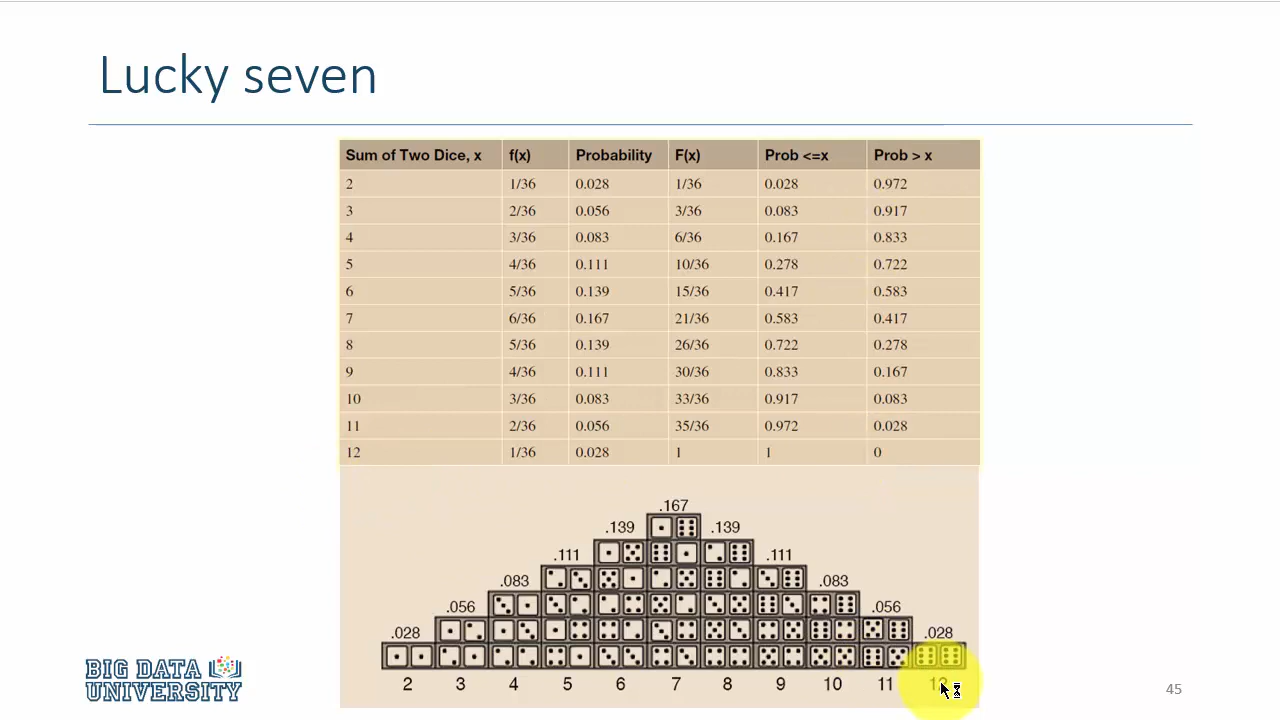 Lucky seven
Sum of Two Dice, x f(x) Probability F(x) Prob <=x Prob > x
2 1/36 0.028 1/36 0.028 0.972
3 2/36 0.056 3/36 0.083 0.917
4 3/36 0.083 6/36 0.167 0.833
5 4/36 0.111 10/36 0.278 0.722
6 5/36 0.139 15/36 0.417 0.583
7 6/36 0.167 21/36 0.583 0.417
8 5/36 0.139 26/36 0.722 0.278
9 4/36 0.111 30/36 0.833 0.167
10 3/36 0.083 33/36 0.917 0.083
11 2/36 0.056 35/36 0.972 0.028
12 1/36 0.028 1 1 0
.167
.139 .139
.111 .111
.083 .083
.056 .056
.028 .028
2 3 4 5 6 7 8 9 10 11 12
BIG DATA
UNIVERSITY
45